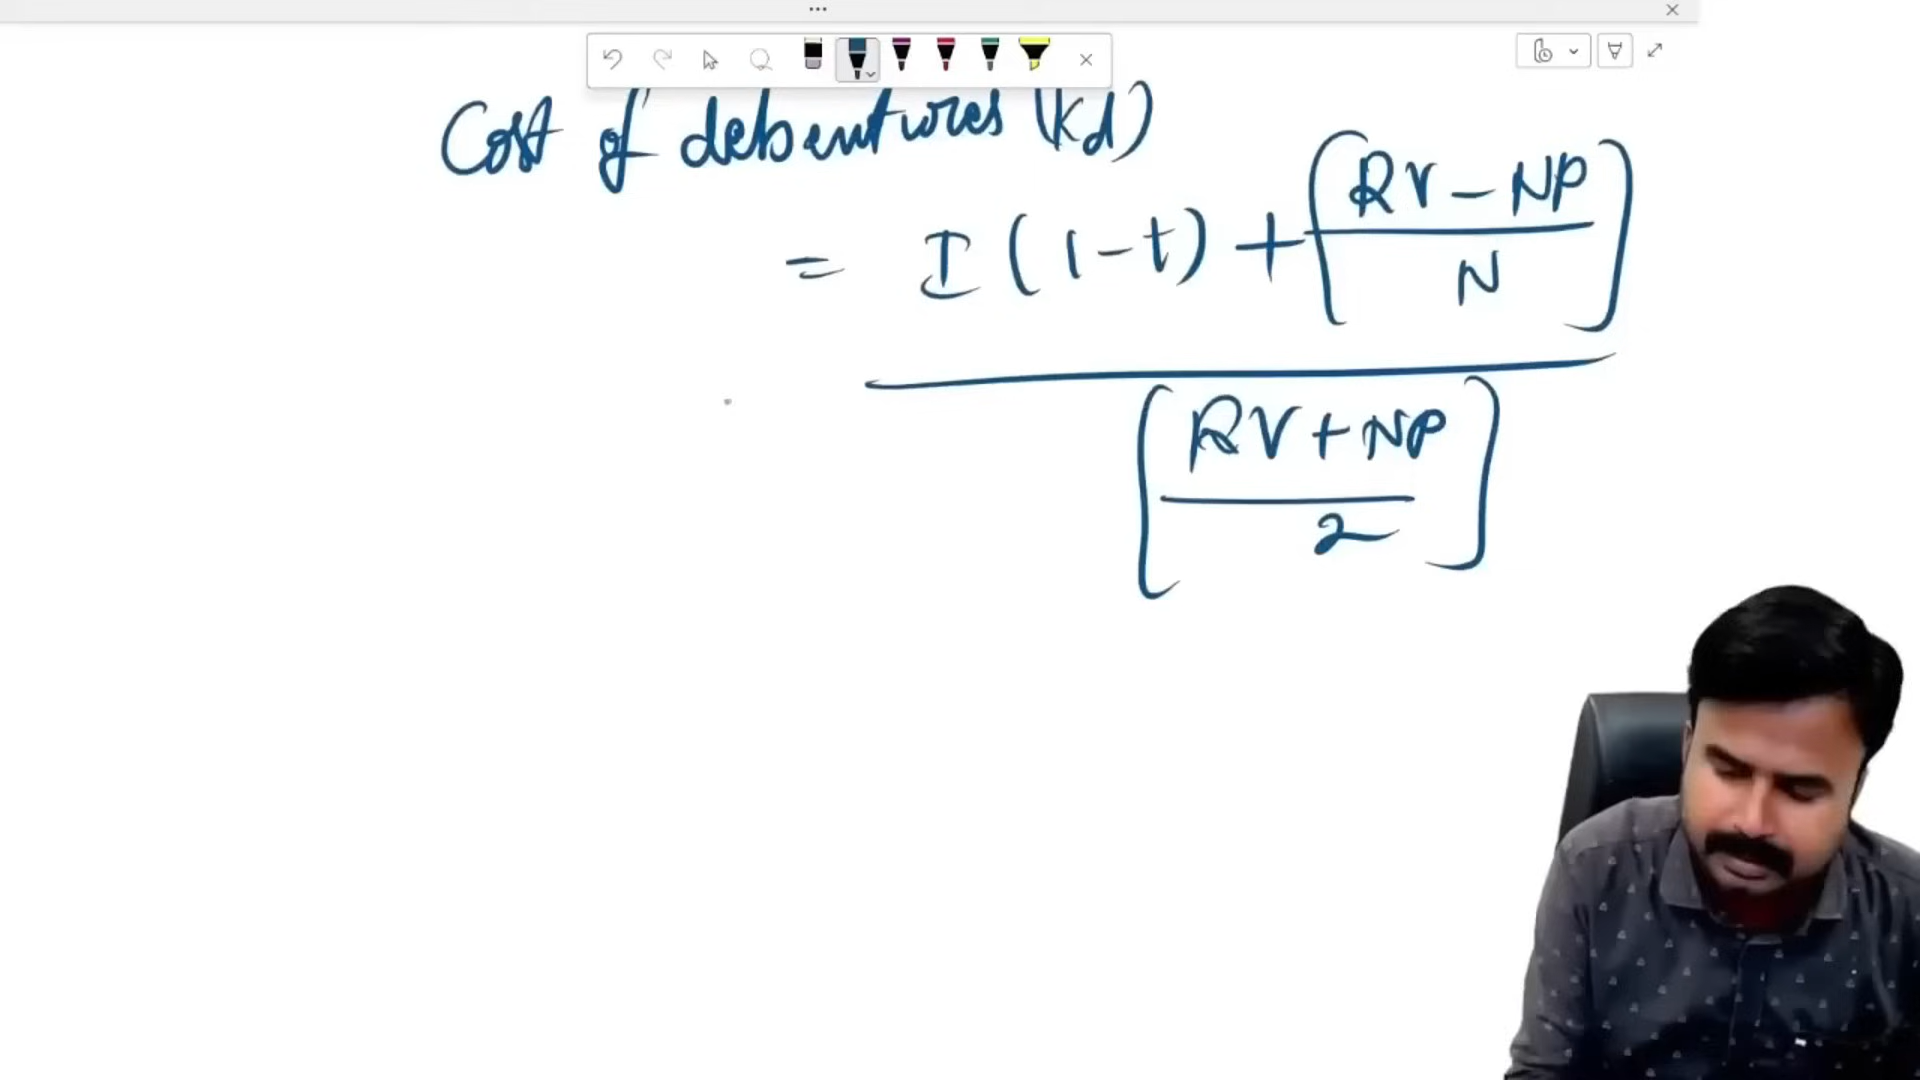 Cost of debentures (Kd)
= I (1-t) + [RV - NP
N]
[RV + NP
2]